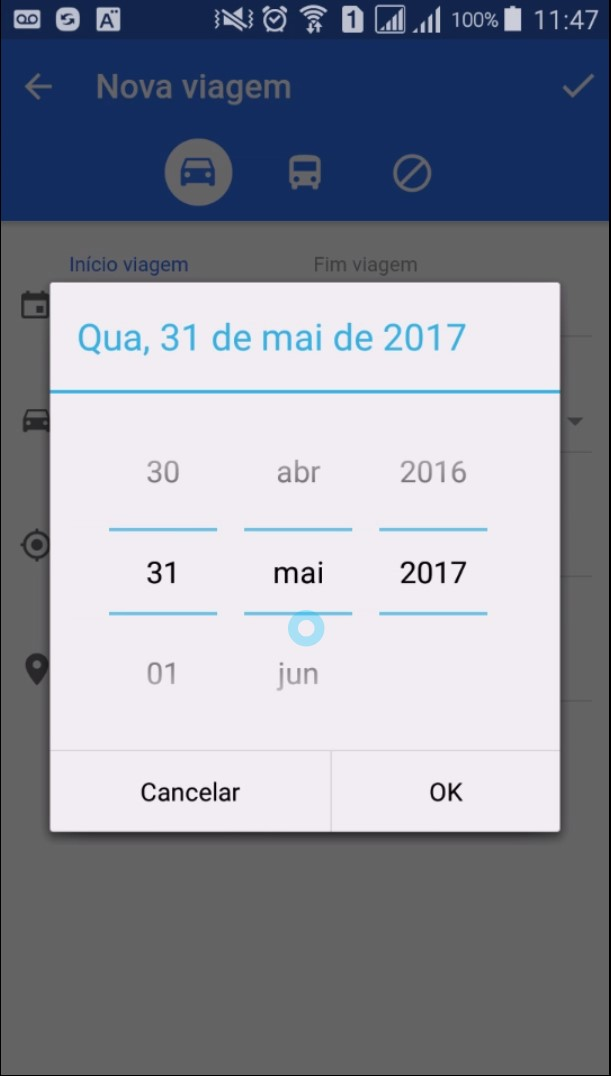 A
1
100%
11:47
Nova viagem
Início viagem
Fim viagem
Qua, 31 de mai de 2017
30 abr 2016
31 mai 2017
01 jun
Cancelar OK